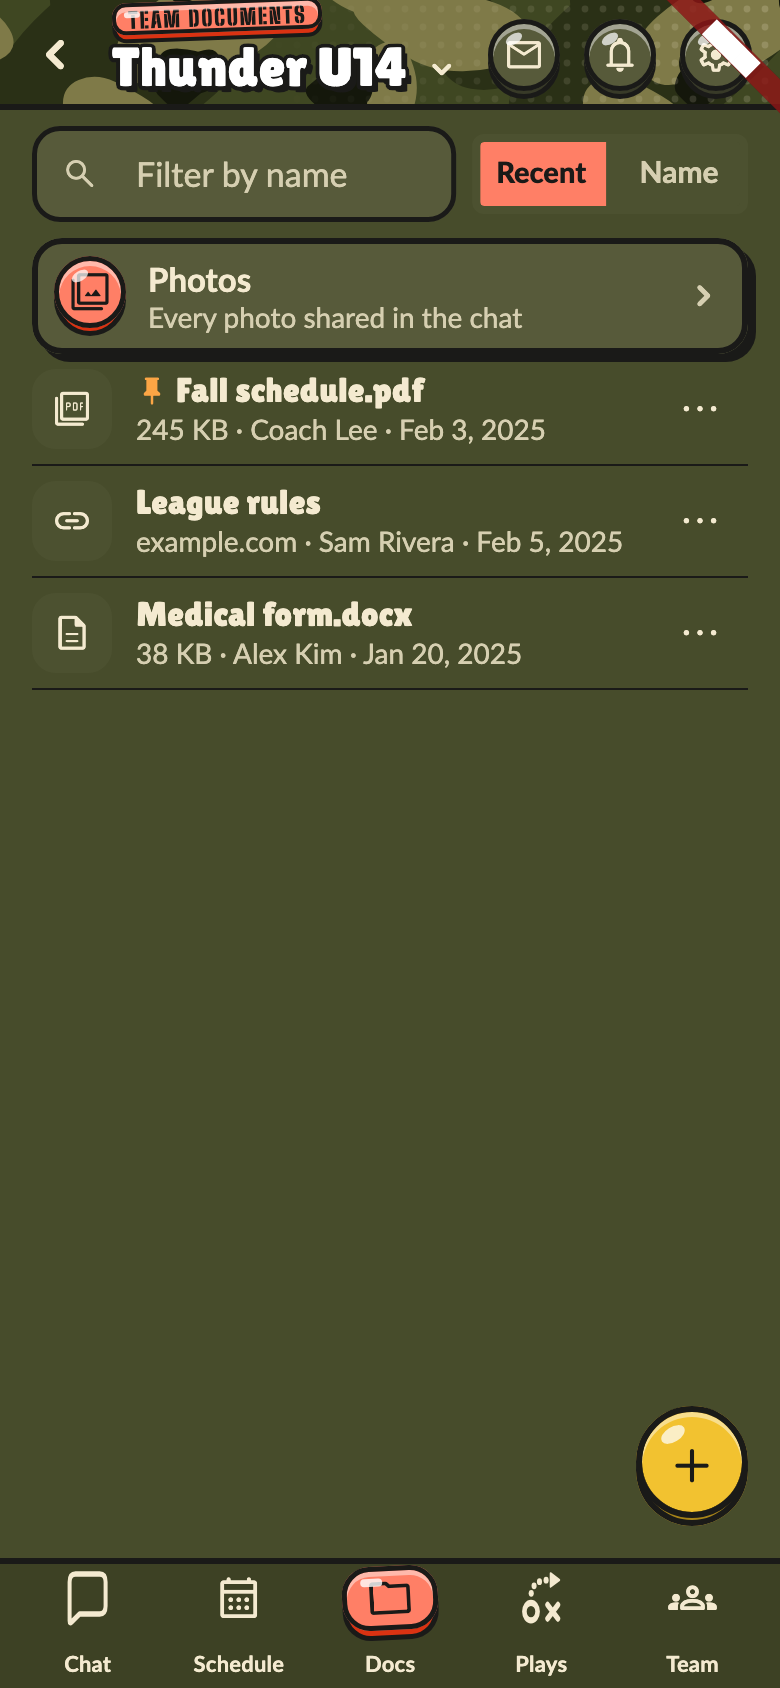 TEAM DOCUMENTS
Thunder U14
Filter by name
Recent
Name
Photos
Every photo shared in the chat
PDF
Fall schedule.pdf
245 KB · Coach Lee · Feb 3, 2025
League rules
example.com · Sam Rivera · Feb 5, 2025
Medical form.docx
38 KB · Alex Kim · Jan 20, 2025
Chat
Schedule
Docs
Plays
Team